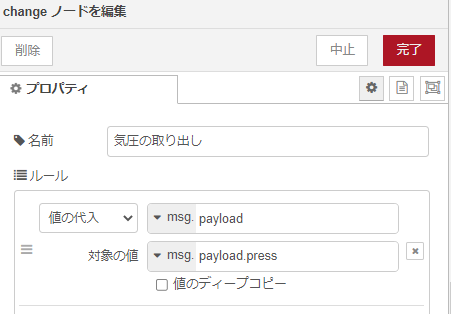 change ノードを編集
削除 中止 完了
プロパティ
名前 気圧の取り出し
ルール
値の代入 msg. payload
対象の値 msg. payload.press
値のディープコピー